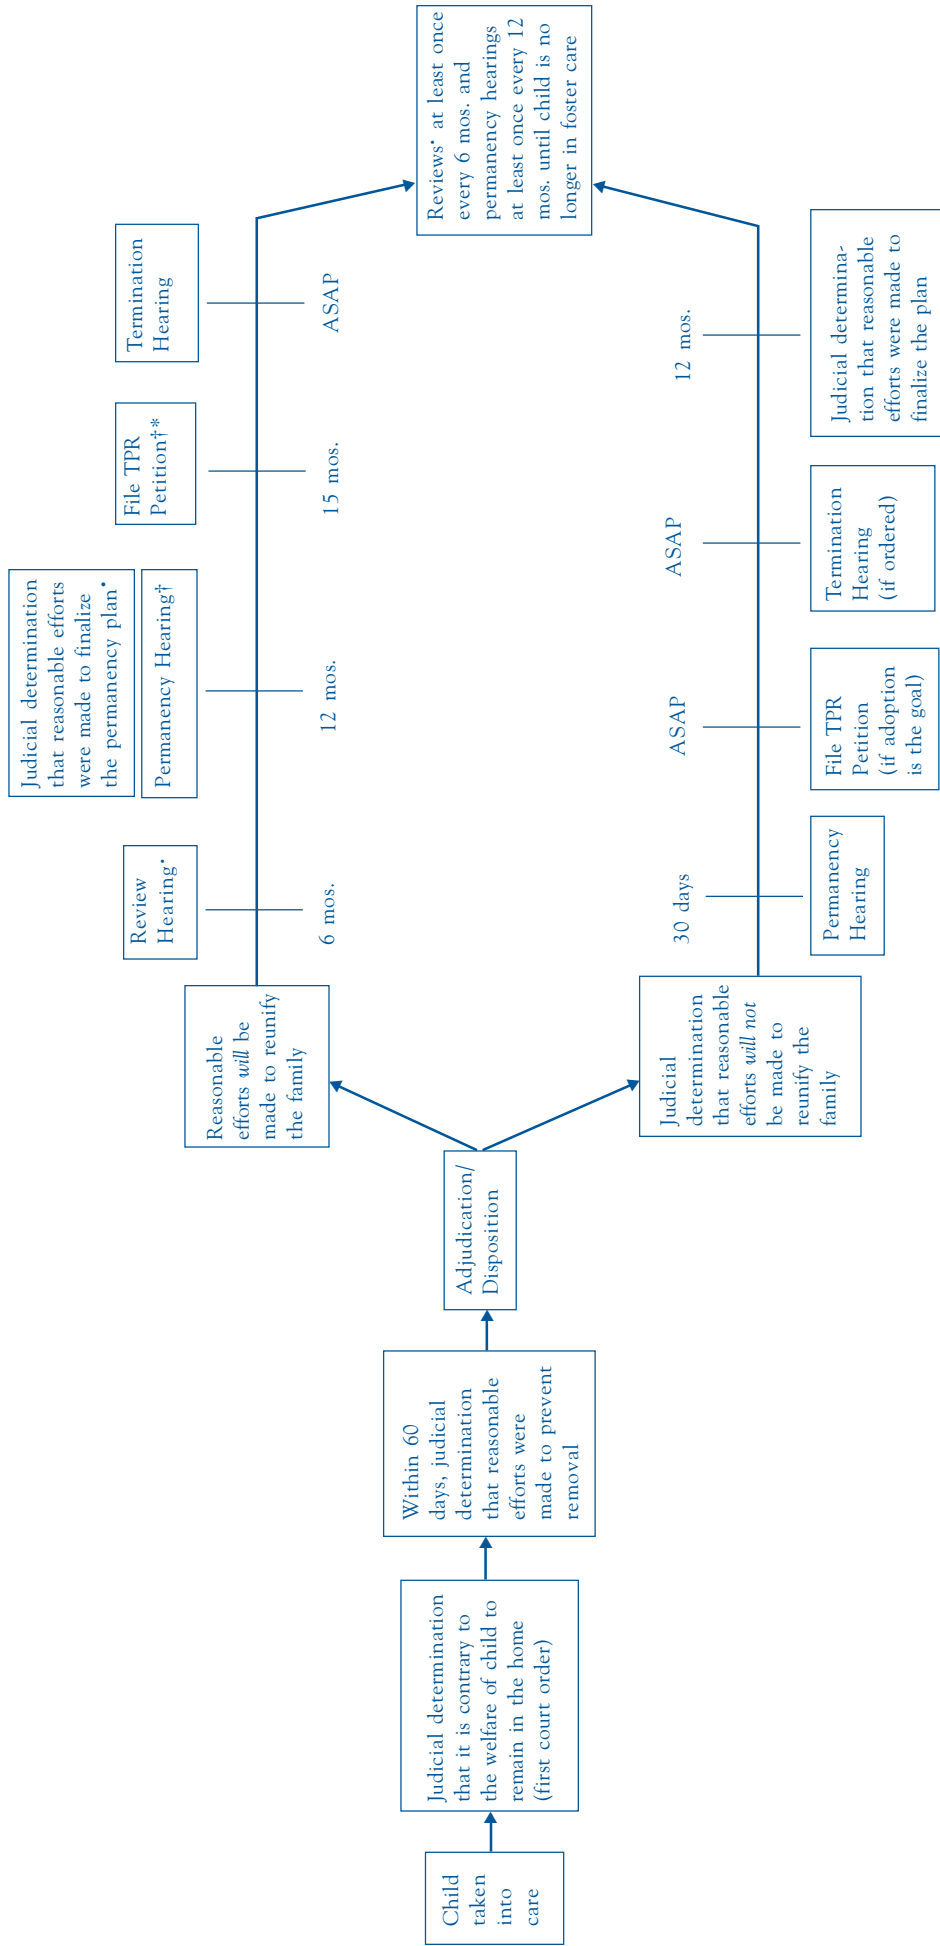 Child
taken
into
care
Judicial determination
that it is contrary to
the welfare of child to
remain in the home
(first court order)
Within 60
days, judicial
determination
that reasonable
efforts were
made to prevent
removal
Adjudication/
Disposition
Reasonable
efforts will be
made to reunify
the family
Review
Hearing•
6 mos.
Judicial determination
that reasonable efforts
were made to finalize
the permanency plan•
Permanency Hearing†
12 mos.
File TPR
Petition†*
15 mos.
Termination
Hearing
ASAP
Judicial
determination
that reasonable
efforts will not
be made to
reunify the
family
30 days
Permanency
Hearing
ASAP
File TPR
Petition
(if adoption
is the goal)
ASAP
Termination
Hearing
(if ordered)
12 mos.
Judicial determina-
tion that reasonable
efforts were made to
finalize the plan
Reviews• at least once
every 6 mos. and
permanency hearings
at least once every 12
mos. until child is no
longer in foster care